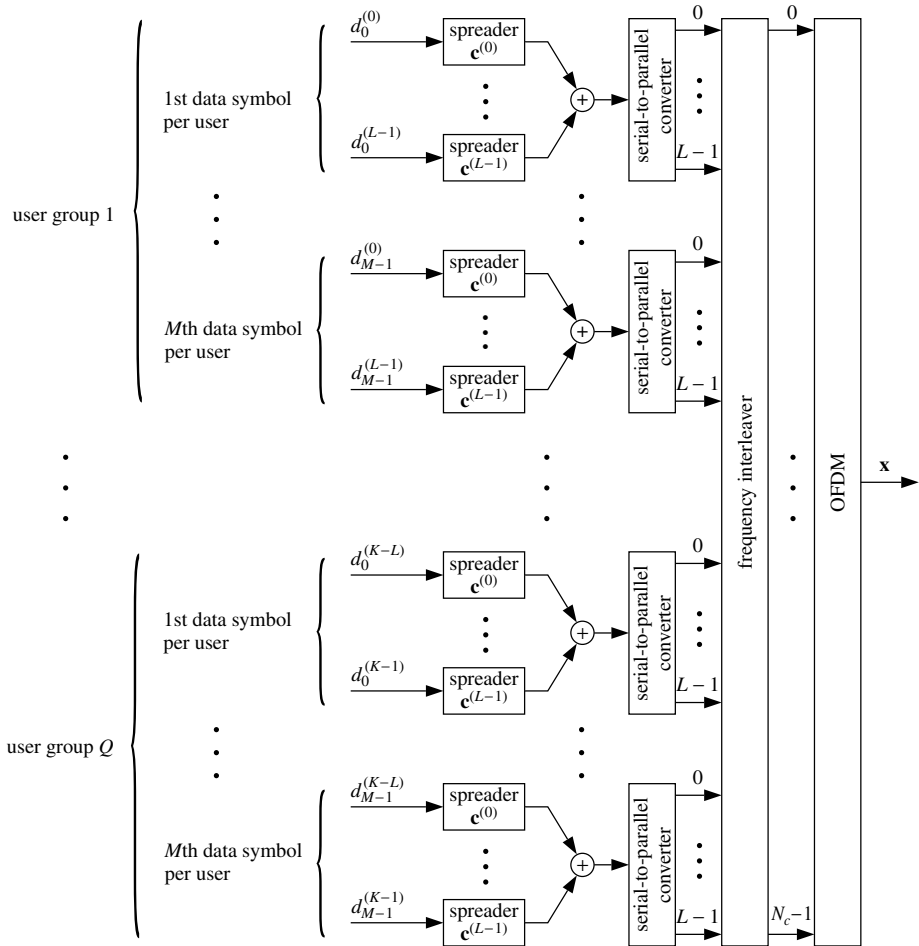 d_0^{(0)}
spreader
c^{(0)}
1st data symbol
per user
d_0^{(L−1)}
spreader
c^{(L−1)}
+
serial-to-parallel
converter
0
L − 1
0
user group 1
d_{M−1}^{(0)}
spreader
c^{(0)}
Mth data symbol
per user
d_{M−1}^{(L−1)}
spreader
c^{(L−1)}
+
serial-to-parallel
converter
0
L − 1
frequency interleaver
OFDM
x
user group Q
d_0^{(K−L)}
spreader
c^{(0)}
1st data symbol
per user
d_0^{(K−1)}
spreader
c^{(L−1)}
+
serial-to-parallel
converter
0
L − 1
d_{M−1}^{(K−L)}
spreader
c^{(0)}
Mth data symbol
per user
d_{M−1}^{(K−1)}
spreader
c^{(L−1)}
+
serial-to-parallel
converter
0
L − 1
N_c−1